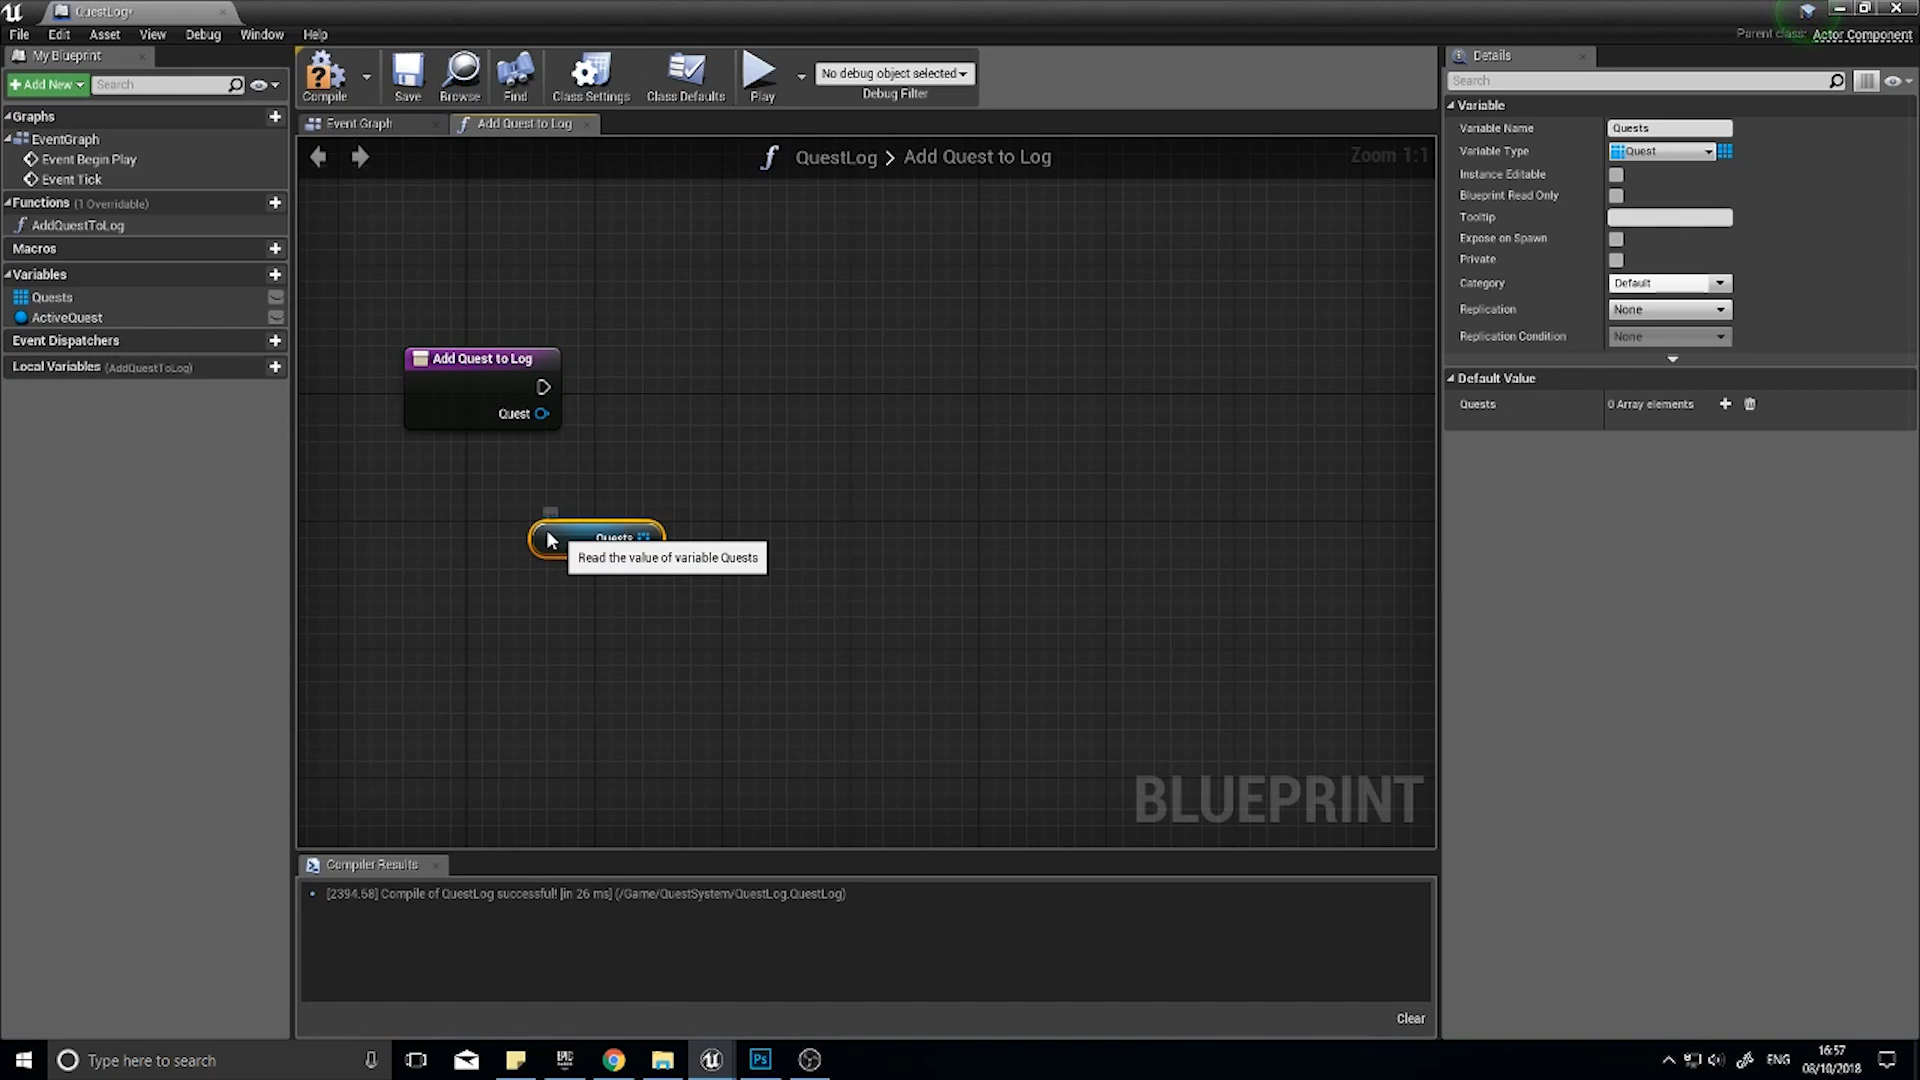 QuestLog*
File Edit Asset View Debug Window Help
Parent class: Actor Component
My Blueprint
+ Add New
Search
Graphs
EventGraph
Event Begin Play
Event Tick
Functions (1 Overridable)
AddQuestToLog
Macros
Variables
Quests
ActiveQuest
Event Dispatchers
Local Variables (AddQuestToLog)
Compile
Save
Browse
Find
Class Settings
Class Defaults
Play
No debug object selected
Debug Filter
Event Graph
Add Quest to Log
QuestLog > Add Quest to Log
Zoom 1:1
Add Quest to Log
Quest
Quests
Read the value of variable Quests
BLUEPRINT
Compiler Results
[2394.58] Compile of QuestLog successful! [in 26 ms] (/Game/QuestSystem/QuestLog.QuestLog)
Clear
Details
Search
Variable
Variable Name Quests
Variable Type Quest
Instance Editable
Blueprint Read Only
Tooltip
Expose on Spawn
Private
Category Default
Replication None
Replication Condition None
Default Value
Quests 0 Array elements
Type here to search
EPIC
Ps
ENG
16:57
08/10/2018